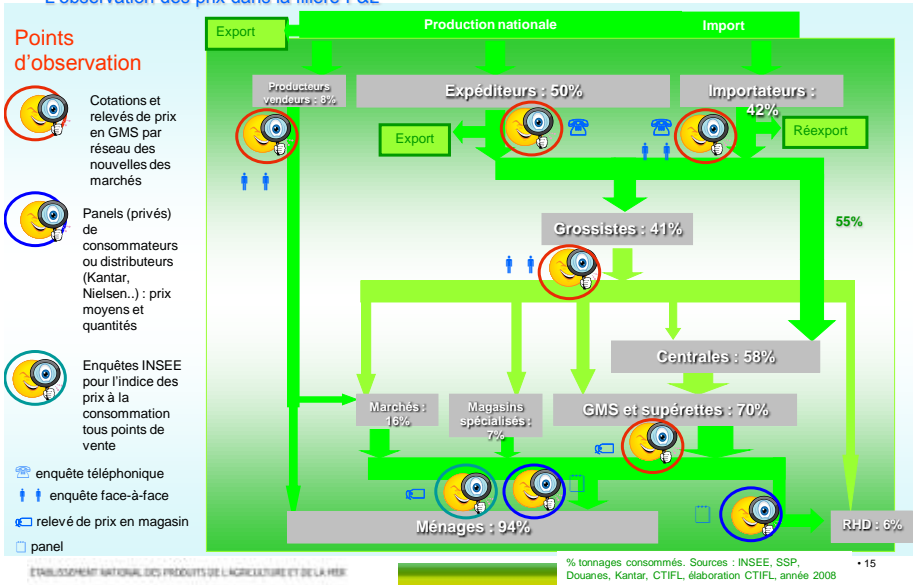 L'observation des prix dans la filière F&L
Points
d'observation
Cotations et
relevés de prix
en GMS par
réseau des
nouvelles des
marchés
Panels (privés)
de
consommateurs
ou distributeurs
(Kantar,
Nielsen..) : prix
moyens et
quantités
Enquêtes INSEE
pour l'indice des
prix à la
consommation
tous points de
vente
enquête téléphonique
enquête face-à-face
relevé de prix en magasin
panel
Export
Production nationale
Import
Producteurs
vendeurs : 8%
Expéditeurs : 50%
Importateurs :
42%
Export
Réexport
Grossistes : 41%
55%
Centrales : 58%
Marchés :
16%
Magasins
spécialisés :
7%
GMS et supérettes : 70%
Ménages : 94%
RHD : 6%
ÉTABLISSEMENT NATIONAL DES PRODUITS DE L'AGRICULTURE ET DE LA MER
% tonnages consommés. Sources : INSEE, SSP,
Douanes, Kantar, CTIFL, élaboration CTIFL, année 2008
• 15